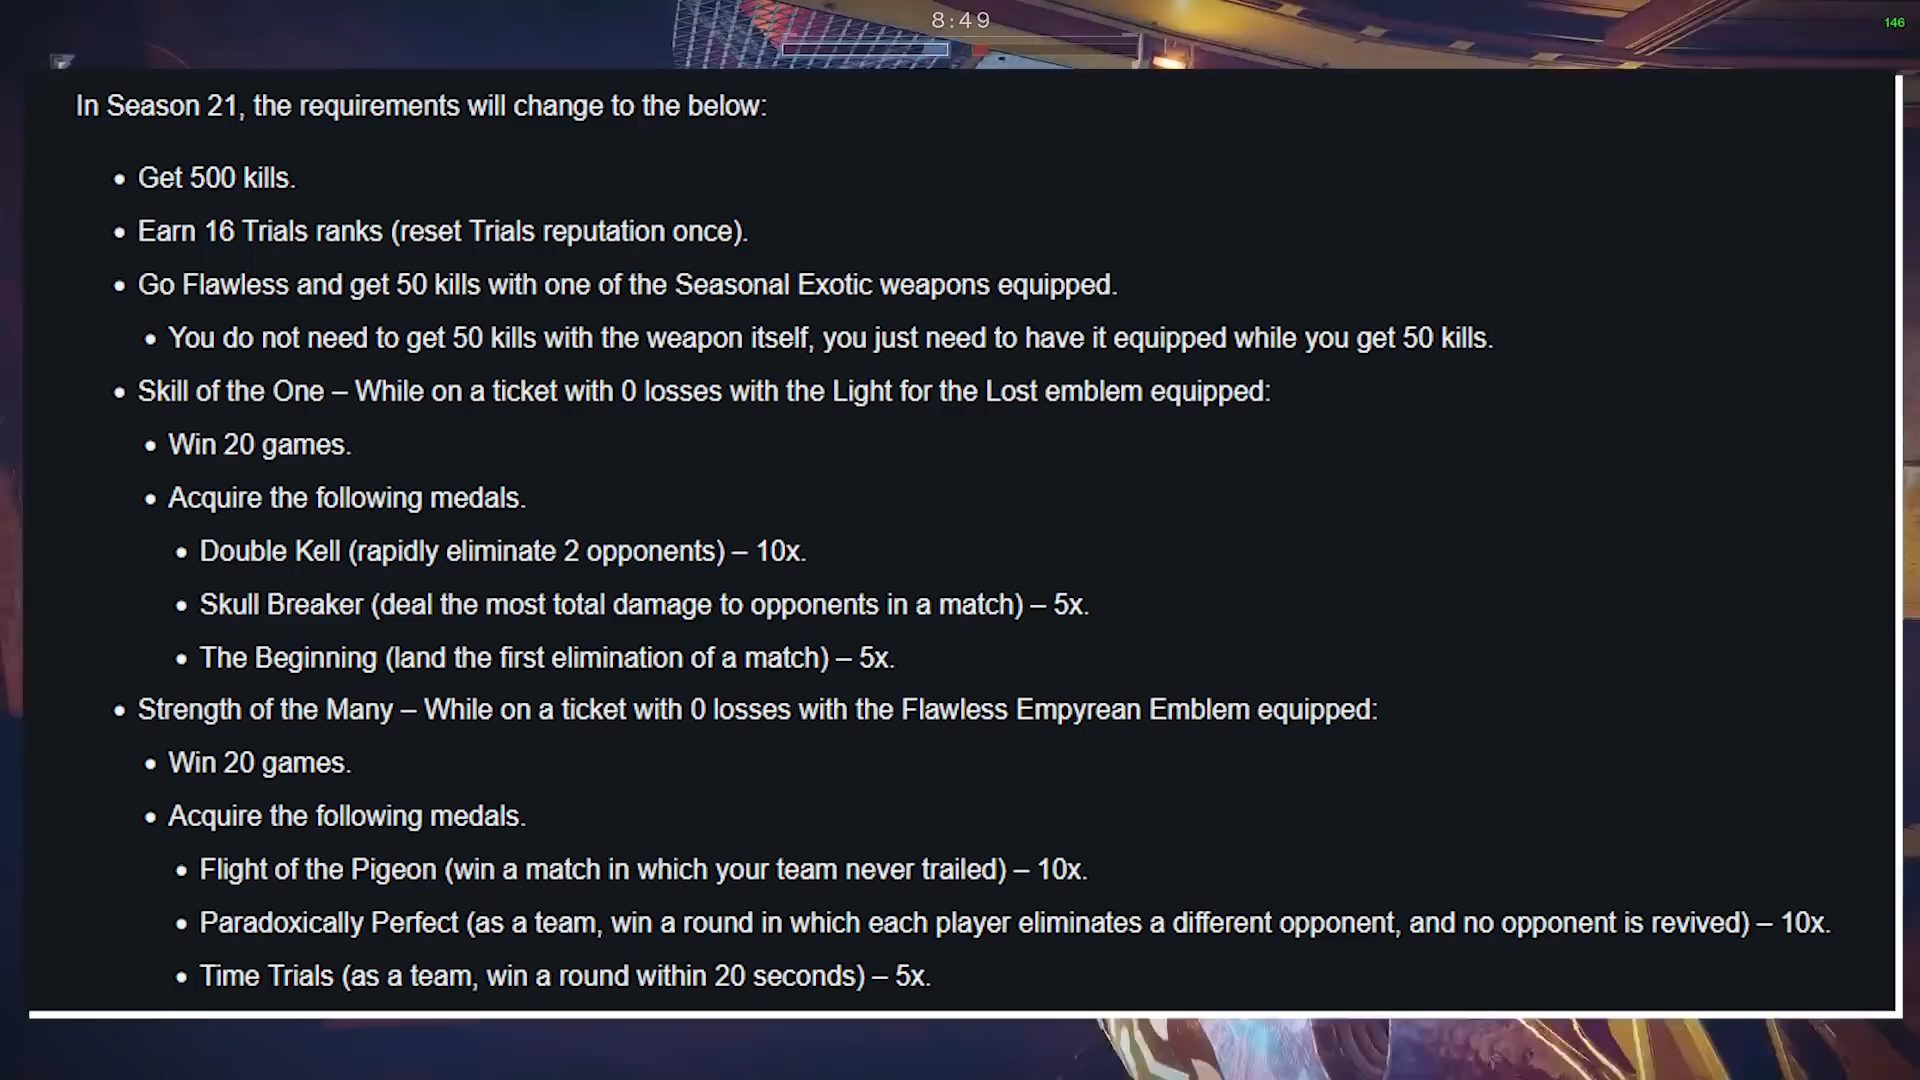 8:49
146
In Season 21, the requirements will change to the below:
• Get 500 kills.
• Earn 16 Trials ranks (reset Trials reputation once).
• Go Flawless and get 50 kills with one of the Seasonal Exotic weapons equipped.
• You do not need to get 50 kills with the weapon itself, you just need to have it equipped while you get 50 kills.
• Skill of the One – While on a ticket with 0 losses with the Light for the Lost emblem equipped:
• Win 20 games.
• Acquire the following medals.
• Double Kell (rapidly eliminate 2 opponents) – 10x.
• Skull Breaker (deal the most total damage to opponents in a match) – 5x.
• The Beginning (land the first elimination of a match) – 5x.
• Strength of the Many – While on a ticket with 0 losses with the Flawless Empyrean Emblem equipped:
• Win 20 games.
• Acquire the following medals.
• Flight of the Pigeon (win a match in which your team never trailed) – 10x.
• Paradoxically Perfect (as a team, win a round in which each player eliminates a different opponent, and no opponent is revived) – 10x.
• Time Trials (as a team, win a round within 20 seconds) – 5x.